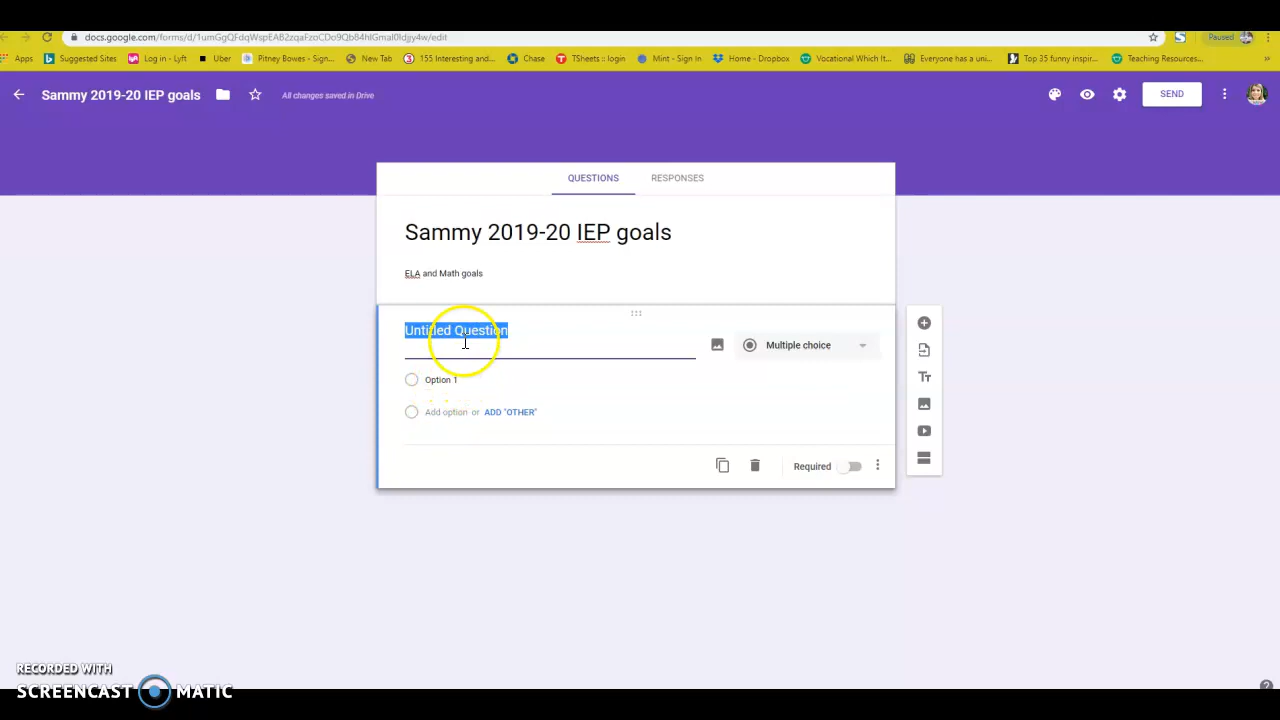 docs.google.com/forms/d/1umGgQFdqWspEAB2zqaFzoCDo9Qb84hlGmal0ldjjy4w/edit
Paused
Apps
Suggested Sites
Log in - Lyft
Uber
Pitney Bowes - Sign...
New Tab
155 Interesting and...
Chase
TSheets :: login
Mint - Sign In
Home - Dropbox
Vocational Which It...
Everyone has a uni...
Top 35 funny inspir...
Teaching Resources...
»
Sammy 2019-20 IEP goals
All changes saved in Drive
SEND
QUESTIONS
RESPONSES
Sammy 2019-20 IEP goals
ELA and Math goals
Untitled Question
Multiple choice
Option 1
Add option or ADD "OTHER"
Required
RECORDED WITH
SCREENCAST MATIC